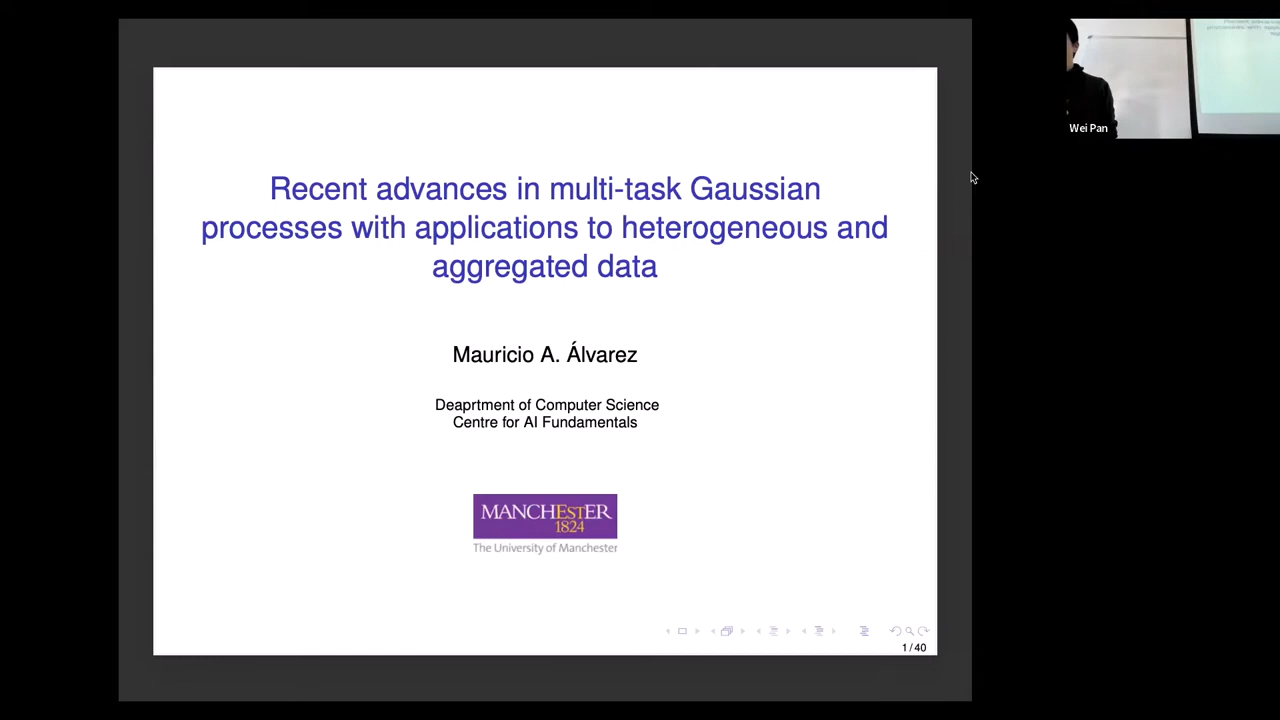 Recent advances in multi-task Gaussian
processes with applications to heterogeneous and
aggregated data
Mauricio A. Álvarez
Deaprtment of Computer Science
Centre for AI Fundamentals
MANCHESTER
1824
The University of Manchester
1 / 40
Wei Pan